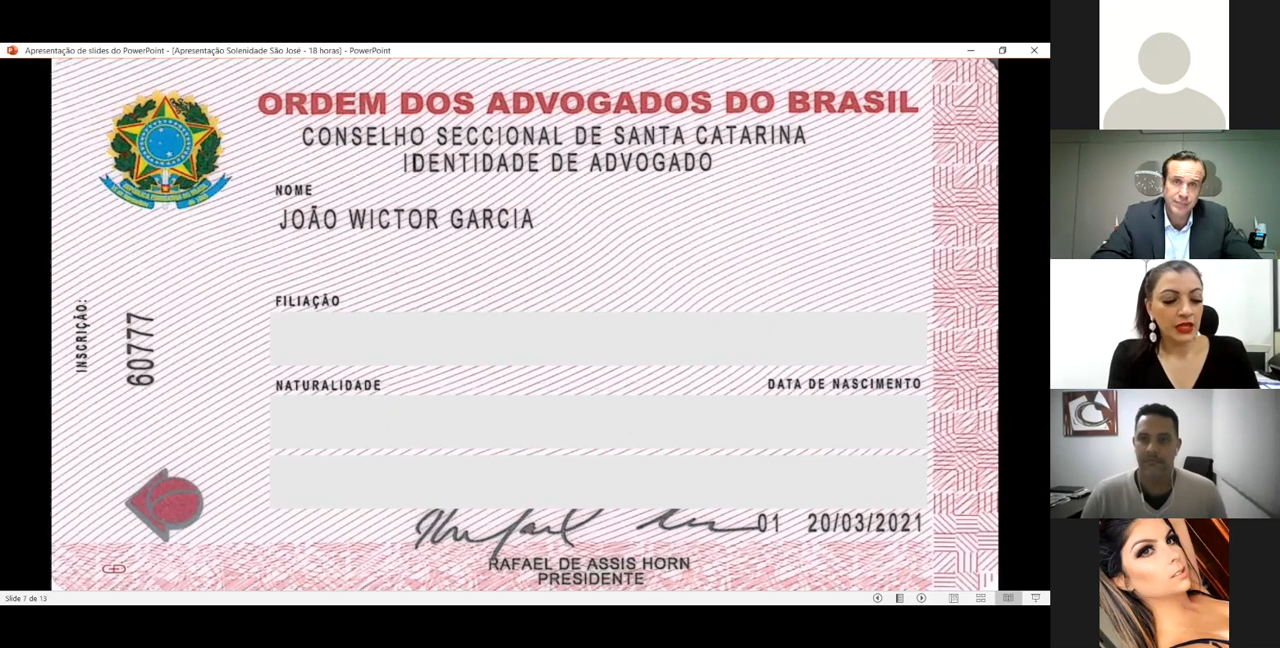 Apresentação de slides do PowerPoint - [Apresentação Solenidade São José - 18 horas] - PowerPoint
ORDEM DOS ADVOGADOS DO BRASIL
CONSELHO SECCIONAL DE SANTA CATARINA
IDENTIDADE DE ADVOGADO
NOME
JOÃO WICTOR GARCIA
INSCRIÇÃO:
60777
FILIAÇÃO
NATURALIDADE
DATA DE NASCIMENTO
01 20/03/2021
RAFAEL DE ASSIS HORN
PRESIDENTE
Slide 7 de 13